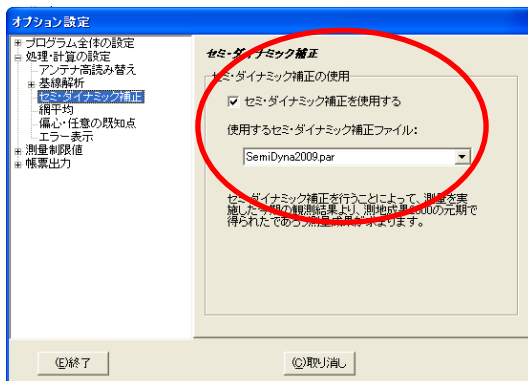 オプション設定
プログラム全体の設定
処理・計算の設定
アンテナ高読み替え
基線解析
セミ・ダイナミック補正
網平均
偏心・任意の既知点
エラー表示
測量制限値
帳票出力
セミ・ダイナミック補正
セミ・ダイナミック補正の使用
セミ・ダイナミック補正を使用する
使用するセミ・ダイナミック補正ファイル:
SemiDyna2009.par
セミ・ダイナミック補正を行うことによって、測量を実
施した今期の観測結果より、測地成果2000の元期で
得られたであろう測量成果が求まります。
(E)終了
(C)取り消し